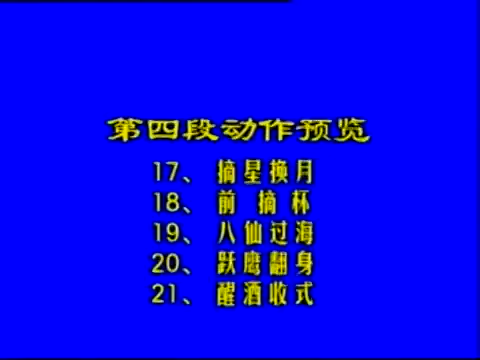 第四段动作预览
17、 摘星换月
18、 前 摘 杯
19、 八仙过海
20、 跃鹰翻身
21、 醒酒收式